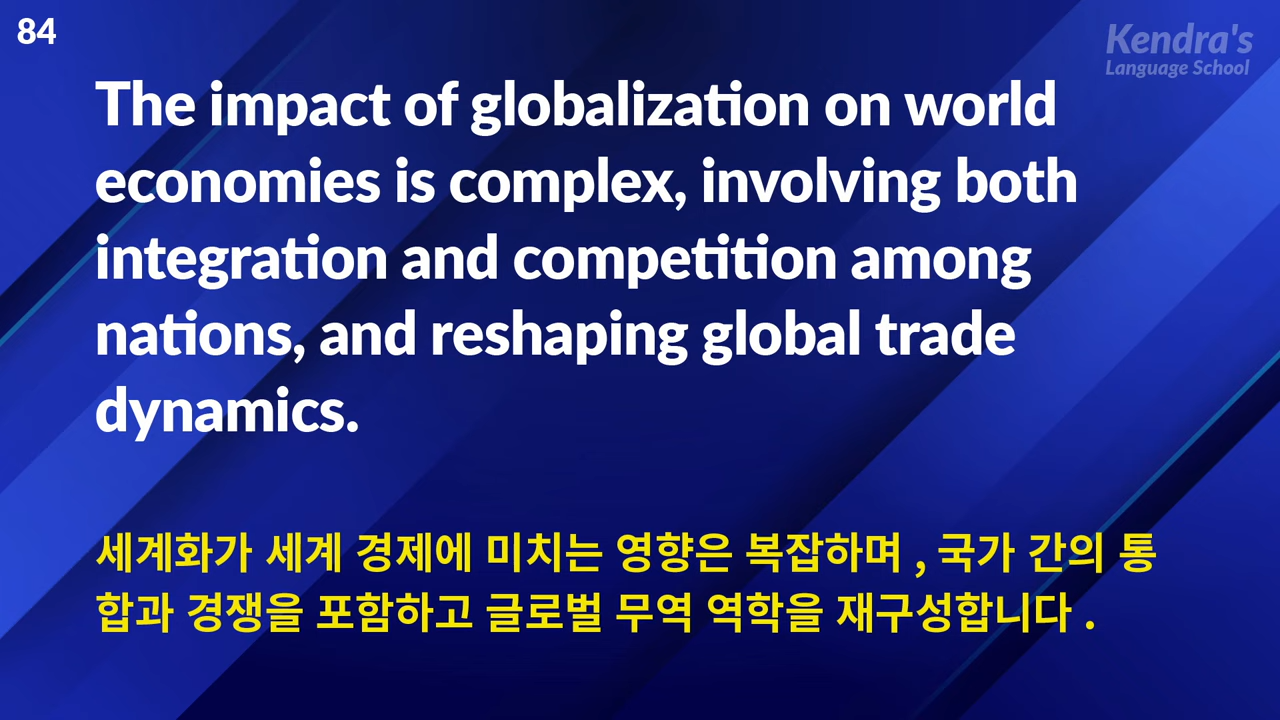 84
Kendra's
Language School
The impact of globalization on world
economies is complex, involving both
integration and competition among
nations, and reshaping global trade
dynamics.
세계화가 세계 경제에 미치는 영향은 복잡하며 , 국가 간의 통
합과 경쟁을 포함하고 글로벌 무역 역학을 재구성합니다 .